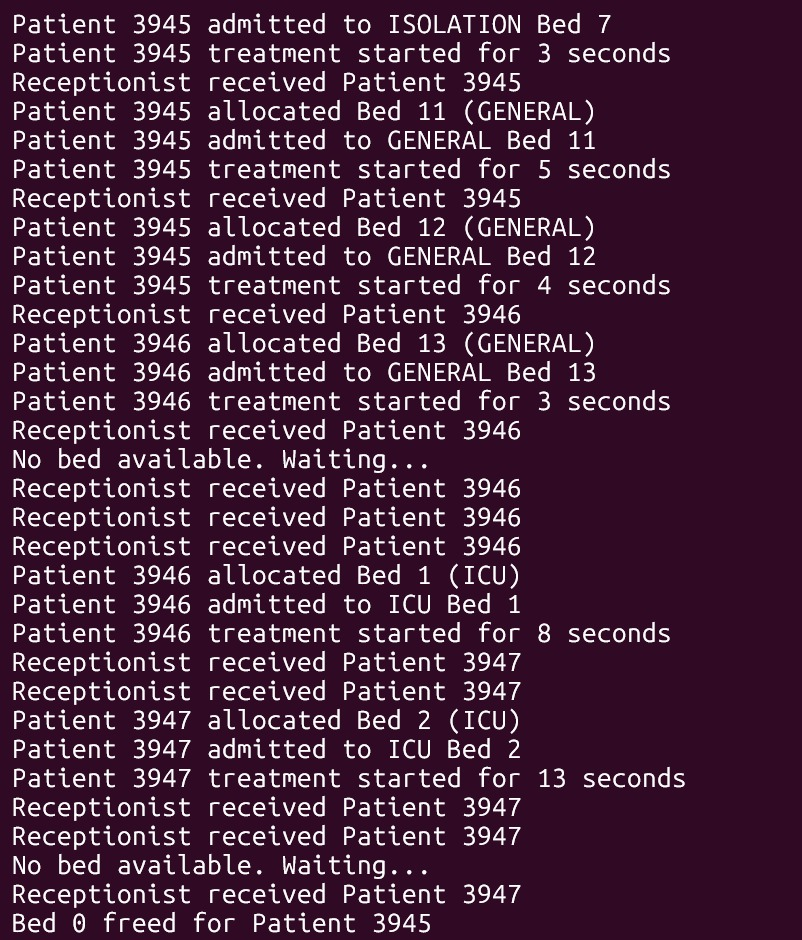 Patient 3945 admitted to ISOLATION Bed 7
Patient 3945 treatment started for 3 seconds
Receptionist received Patient 3945
Patient 3945 allocated Bed 11 (GENERAL)
Patient 3945 admitted to GENERAL Bed 11
Patient 3945 treatment started for 5 seconds
Receptionist received Patient 3945
Patient 3945 allocated Bed 12 (GENERAL)
Patient 3945 admitted to GENERAL Bed 12
Patient 3945 treatment started for 4 seconds
Receptionist received Patient 3946
Patient 3946 allocated Bed 13 (GENERAL)
Patient 3946 admitted to GENERAL Bed 13
Patient 3946 treatment started for 3 seconds
Receptionist received Patient 3946
No bed available. Waiting...
Receptionist received Patient 3946
Receptionist received Patient 3946
Receptionist received Patient 3946
Patient 3946 allocated Bed 1 (ICU)
Patient 3946 admitted to ICU Bed 1
Patient 3946 treatment started for 8 seconds
Receptionist received Patient 3947
Receptionist received Patient 3947
Patient 3947 allocated Bed 2 (ICU)
Patient 3947 admitted to ICU Bed 2
Patient 3947 treatment started for 13 seconds
Receptionist received Patient 3947
Receptionist received Patient 3947
No bed available. Waiting...
Receptionist received Patient 3947
Bed 0 freed for Patient 3945